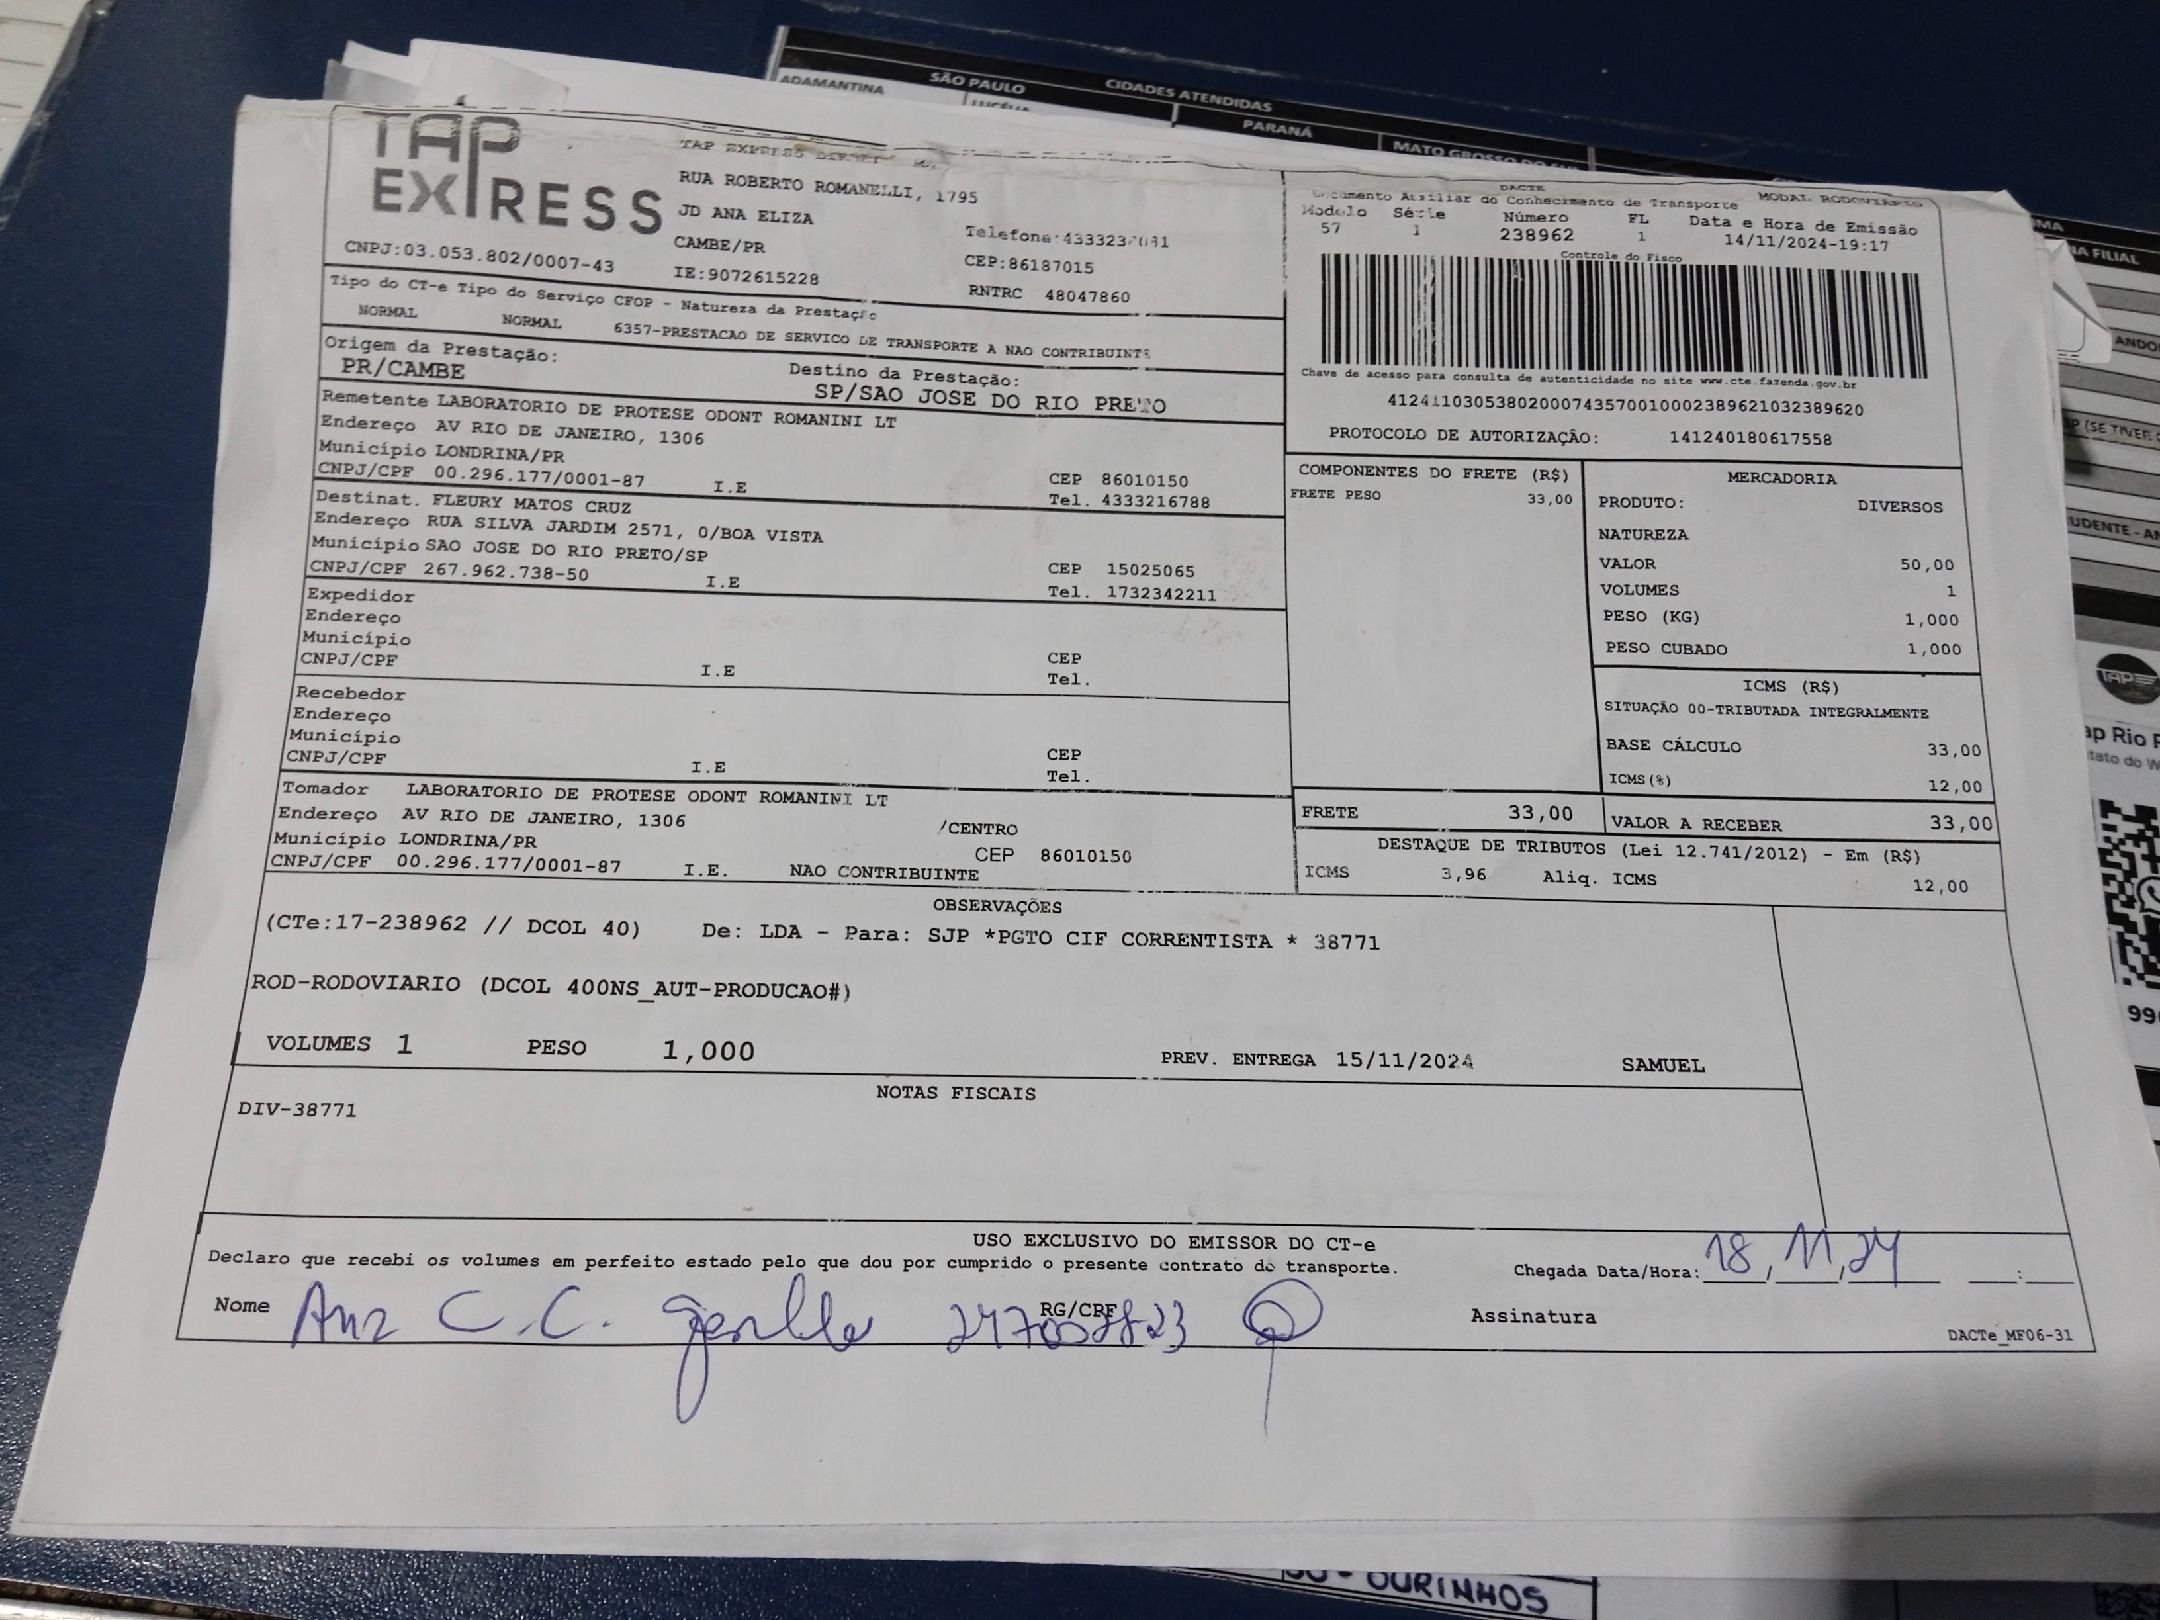 ADAMANTINA
SÃO PAULO
CIDADES ATENDIDAS
PARANÁ
TAP
EXPRESS
CNPJ:03.053.802/0007-43
TAP EXPRESS
RUA ROBERTO ROMANELLI, 1795
JD ANA ELIZA
CAMBE/PR
IE:9072615228
CEP:86187015
RNTRC 48047860
DACTE
MODAL RODOVIARIO
Documento Auxiliar do Conhecimento de Transporte
Modelo Série Número FL Data e Hora de Emissão
57 1 238962 1 14/11/2024-19:17
Controle do Fisco
Chave de acesso para consulta de autenticidade no site www.cte.fazenda.gov.br
41241103053802000743570010002389621032389620
PROTOCOLO DE AUTORIZAÇÃO: 141240180617558
Tipo do CT-e Tipo do Serviço CFOP - Natureza da Prestação
NORMAL NORMAL 6357-PRESTACAO DE SERVICO DE TRANSPORTE A NAO CONTRIBUINTE
Origem da Prestação: Destino da Prestação:
PR/CAMBE SP/SAO JOSE DO RIO PRETO
Remetente LABORATORIO DE PROTESE ODONT ROMANINI LT
Endereço AV RIO DE JANEIRO, 1306
Município LONDRINA/PR CEP 86010150
CNPJ/CPF 00.296.177/0001-87 I.E Tel. 4333216788
Destinat. FLEURY MATOS CRUZ
Endereço RUA SILVA JARDIM 2571, 0/BOA VISTA
Município SAO JOSE DO RIO PRETO/SP CEP 15025065
CNPJ/CPF 267.962.738-50 I.E Tel. 1732342211
Expedidor
Endereço
Município CEP
CNPJ/CPF I.E Tel.
Recebedor
Endereço
Município CEP
CNPJ/CPF I.E Tel.
Tomador LABORATORIO DE PROTESE ODONT ROMANINI LT
Endereço AV RIO DE JANEIRO, 1306 /CENTRO
Município LONDRINA/PR CEP 86010150
CNPJ/CPF 00.296.177/0001-87 I.E. NAO CONTRIBUINTE
COMPONENTES DO FRETE (R$)
FRETE PESO 33,00
MERCADORIA
PRODUTO: DIVERSOS
NATUREZA
VALOR 50,00
VOLUMES 1
PESO (KG) 1,000
PESO CUBADO 1,000
ICMS (R$)
SITUAÇÃO 00-TRIBUTADA INTEGRALMENTE
BASE CÁLCULO 33,00
ICMS(%) 12,00
FRETE 33,00 VALOR A RECEBER 33,00
DESTAQUE DE TRIBUTOS (Lei 12.741/2012) - Em (R$)
ICMS 3,96 Aliq. ICMS 12,00
OBSERVAÇÕES
(CTe:17-238962 // DCOL 40) De: LDA - Para: SJP *PGTO CIF CORRENTISTA * 38771
ROD-RODOVIARIO (DCOL 400NS_AUT-PRODUCAO#)
VOLUMES 1 PESO 1,000 PREV. ENTREGA 15/11/2024 SAMUEL
NOTAS FISCAIS
DIV-38771
USO EXCLUSIVO DO EMISSOR DO CT-e
Declaro que recebi os volumes em perfeito estado pelo que dou por cumprido o presente contrato de transporte. Chegada Data/Hora: 18, 11, 24 :
Nome Ana C. C. RG/CPF Assinatura
DACTe_MF06-31
OURINHOS